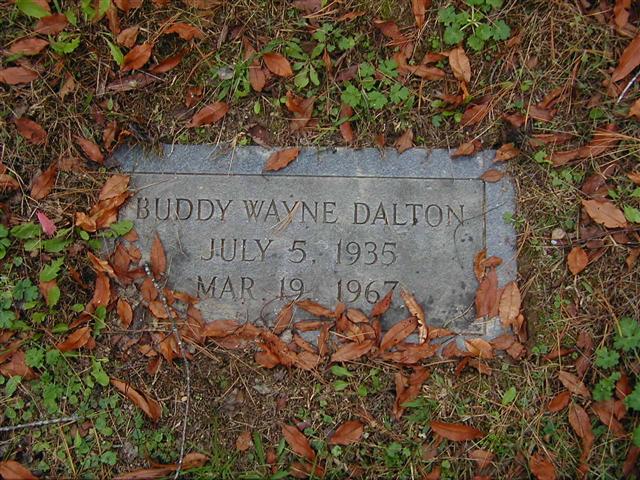 BUDDY WAYNE DALTON
JULY 5, 1935
MAR. 19, 1967